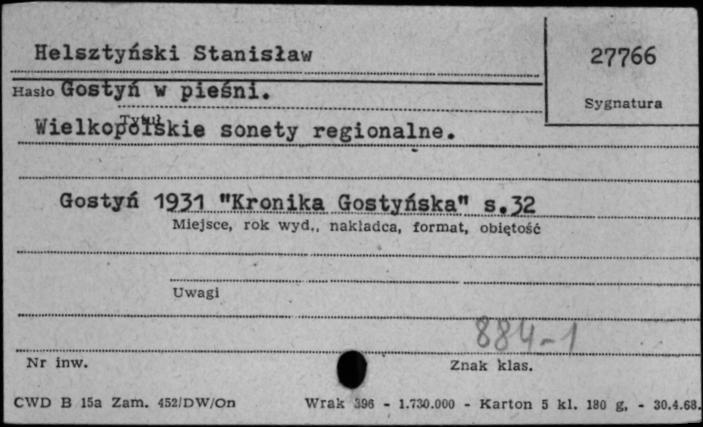 Helsztyński Stanisław
27766
Hasło Gostyń w pieśni.
Sygnatura
Tytuł
Wielkopolskie sonety regionalne.
Gostyń 1931 "Kronika Gostyńska" s.32
Miejsce, rok wyd., nakładca, format, objętość
Uwagi
884-1
Nr inw.
Znak klas.
CWD B 15a Zam. 452/DW/On Wrak 396 - 1.730.000 - Karton 5 kl. 180 g. - 30.4.68.